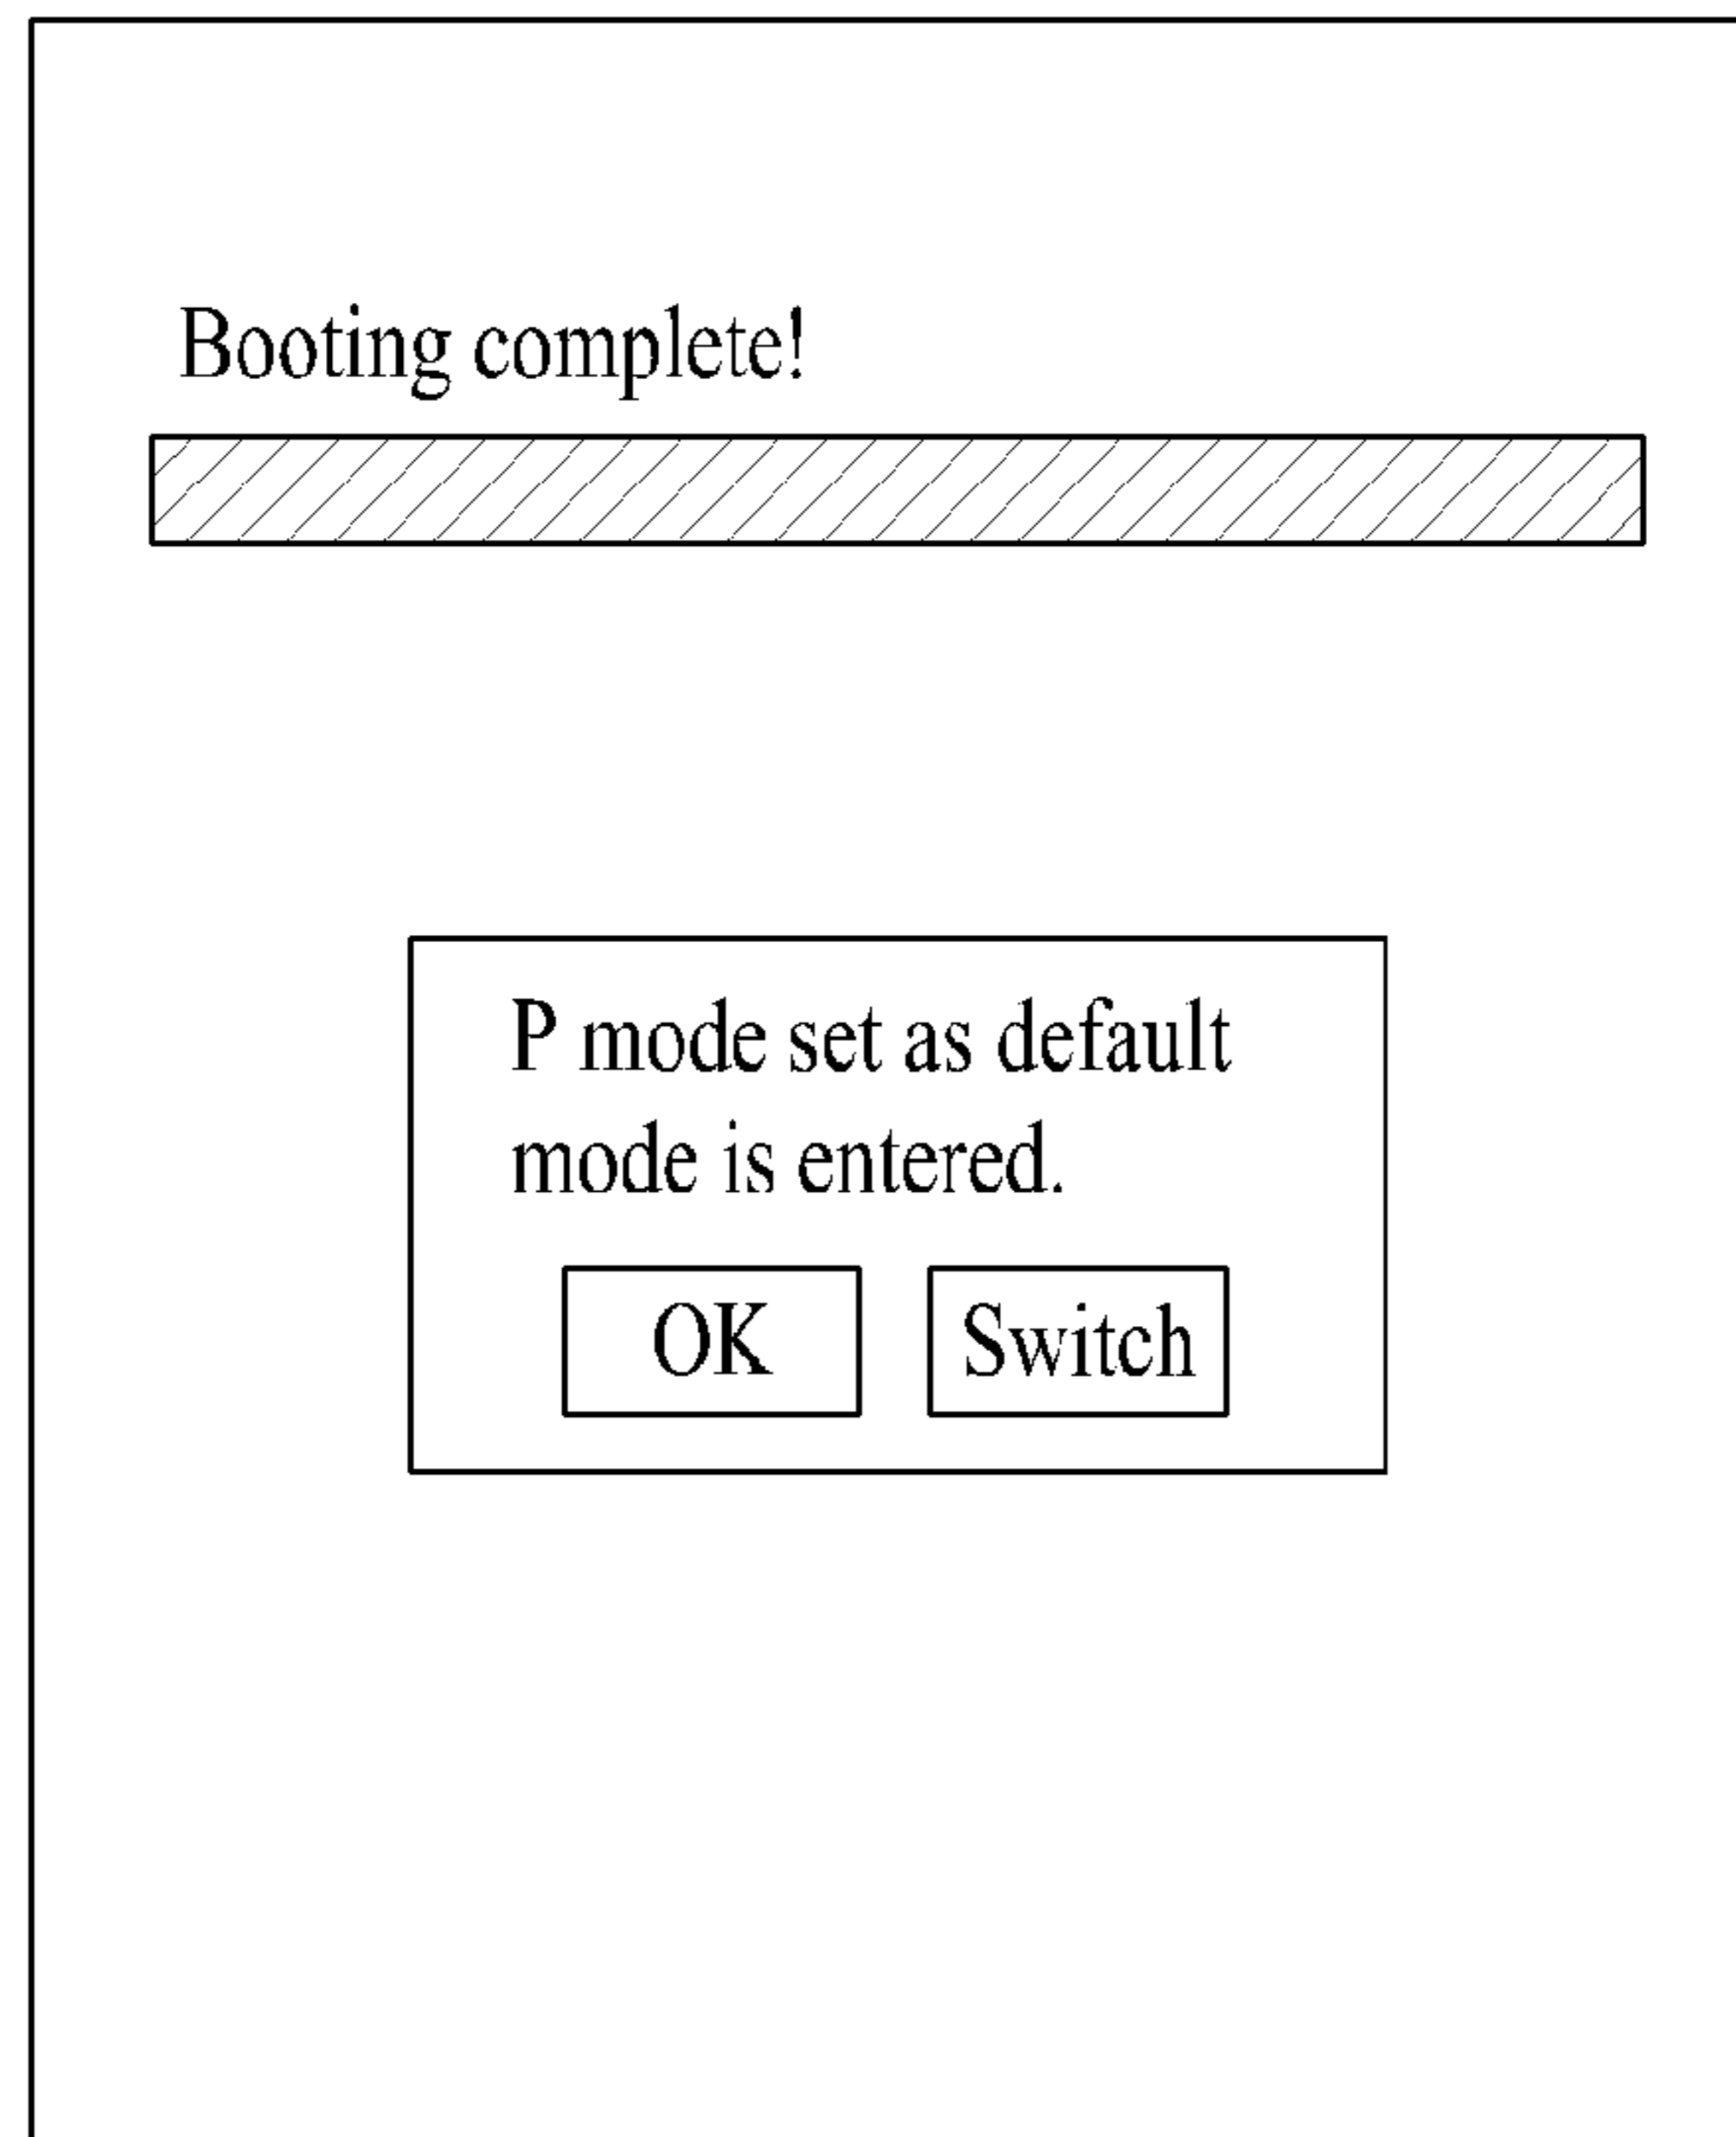 Booting complete!
P mode set as default
mode is entered.
OK
Switch